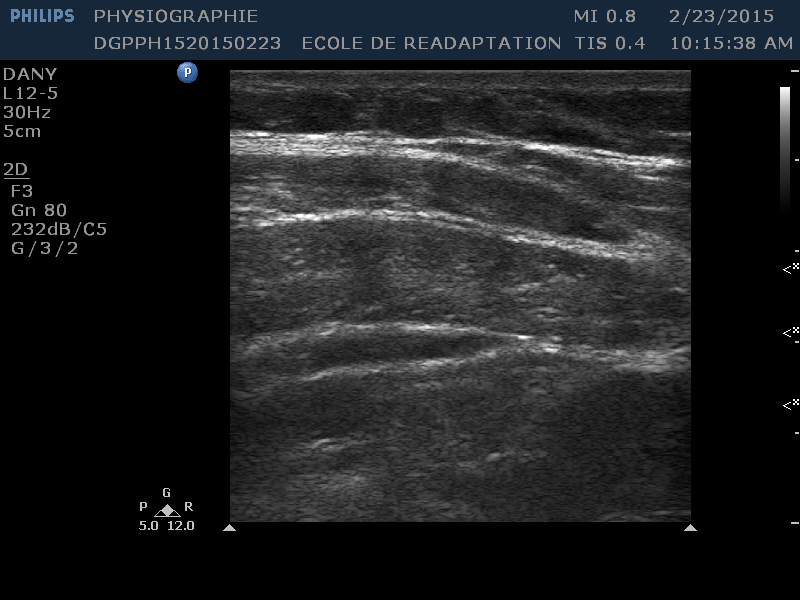 PHILIPS PHYSIOGRAPHIE MI 0.8 2/23/2015
DGPPH1520150223 ECOLE DE READAPTATION TIS 0.4 10:15:38 AM
DANY
P
L12-5
30Hz
5cm
2D
F3
Gn 80
232dB/C5
G/3/2
G
P R
5.0 12.0